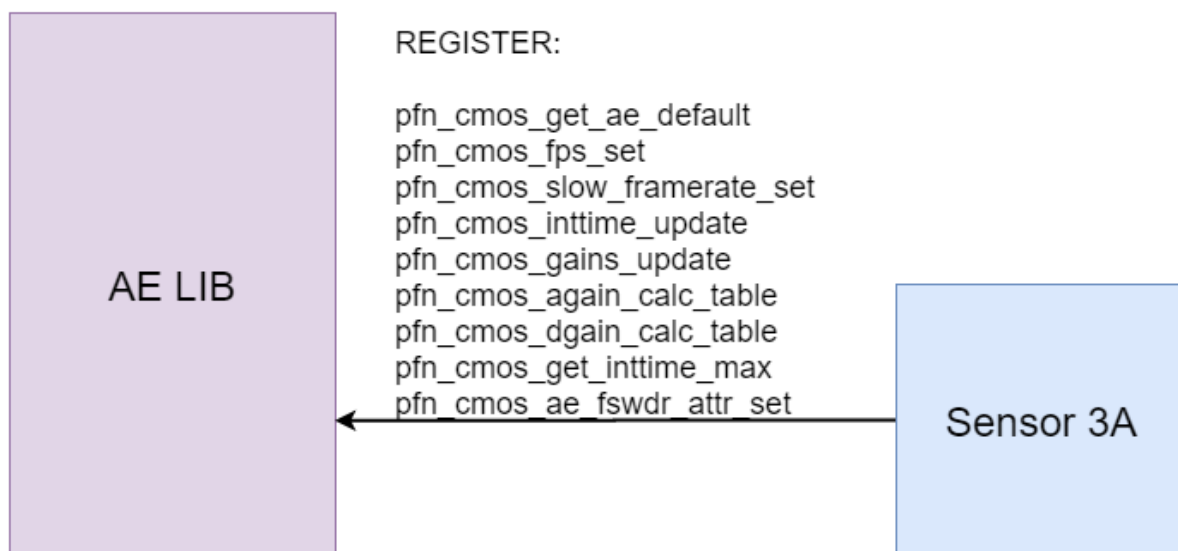 REGISTER:
pfn_cmos_get_ae_default
pfn_cmos_fps_set
pfn_cmos_slow_framerate_set
pfn_cmos_inttime_update
pfn_cmos_gains_update
pfn_cmos_again_calc_table
pfn_cmos_dgain_calc_table
pfn_cmos_get_inttime_max
pfn_cmos_ae_fswdr_attr_set
AE LIB
Sensor 3A